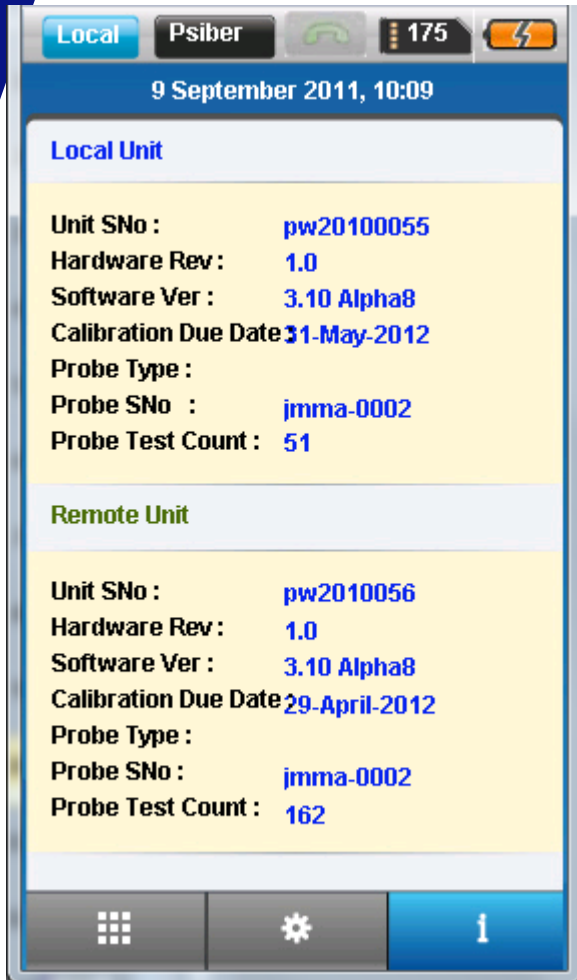 Local Psiber 175
9 September 2011, 10:09
Local Unit
Unit SNo : pw20100055
Hardware Rev : 1.0
Software Ver : 3.10 Alpha8
Calibration Due Date : 31-May-2012
Probe Type :
Probe SNo : jmma-0002
Probe Test Count : 51
Remote Unit
Unit SNo : pw2010056
Hardware Rev : 1.0
Software Ver : 3.10 Alpha8
Calibration Due Date : 29-April-2012
Probe Type :
Probe SNo : jmma-0002
Probe Test Count : 162
i